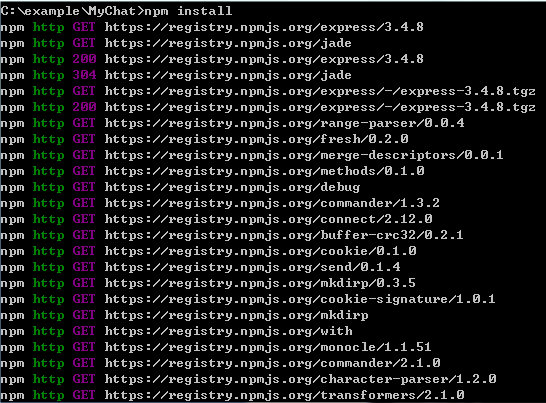 C:\example\MyChat>npm install
npm http GET https://registry.npmjs.org/express/3.4.8
npm http GET https://registry.npmjs.org/jade
npm http 200 https://registry.npmjs.org/express/3.4.8
npm http 304 https://registry.npmjs.org/jade
npm http GET https://registry.npmjs.org/express/-/express-3.4.8.tgz
npm http 200 https://registry.npmjs.org/express/-/express-3.4.8.tgz
npm http GET https://registry.npmjs.org/range-parser/0.0.4
npm http GET https://registry.npmjs.org/fresh/0.2.0
npm http GET https://registry.npmjs.org/merge-descriptors/0.0.1
npm http GET https://registry.npmjs.org/methods/0.1.0
npm http GET https://registry.npmjs.org/debug
npm http GET https://registry.npmjs.org/commander/1.3.2
npm http GET https://registry.npmjs.org/connect/2.12.0
npm http GET https://registry.npmjs.org/buffer-crc32/0.2.1
npm http GET https://registry.npmjs.org/cookie/0.1.0
npm http GET https://registry.npmjs.org/send/0.1.4
npm http GET https://registry.npmjs.org/mkdirp/0.3.5
npm http GET https://registry.npmjs.org/cookie-signature/1.0.1
npm http GET https://registry.npmjs.org/mkdirp
npm http GET https://registry.npmjs.org/with
npm http GET https://registry.npmjs.org/monocle/1.1.51
npm http GET https://registry.npmjs.org/commander/2.1.0
npm http GET https://registry.npmjs.org/character-parser/1.2.0
npm http GET https://registry.npmjs.org/transformers/2.1.0